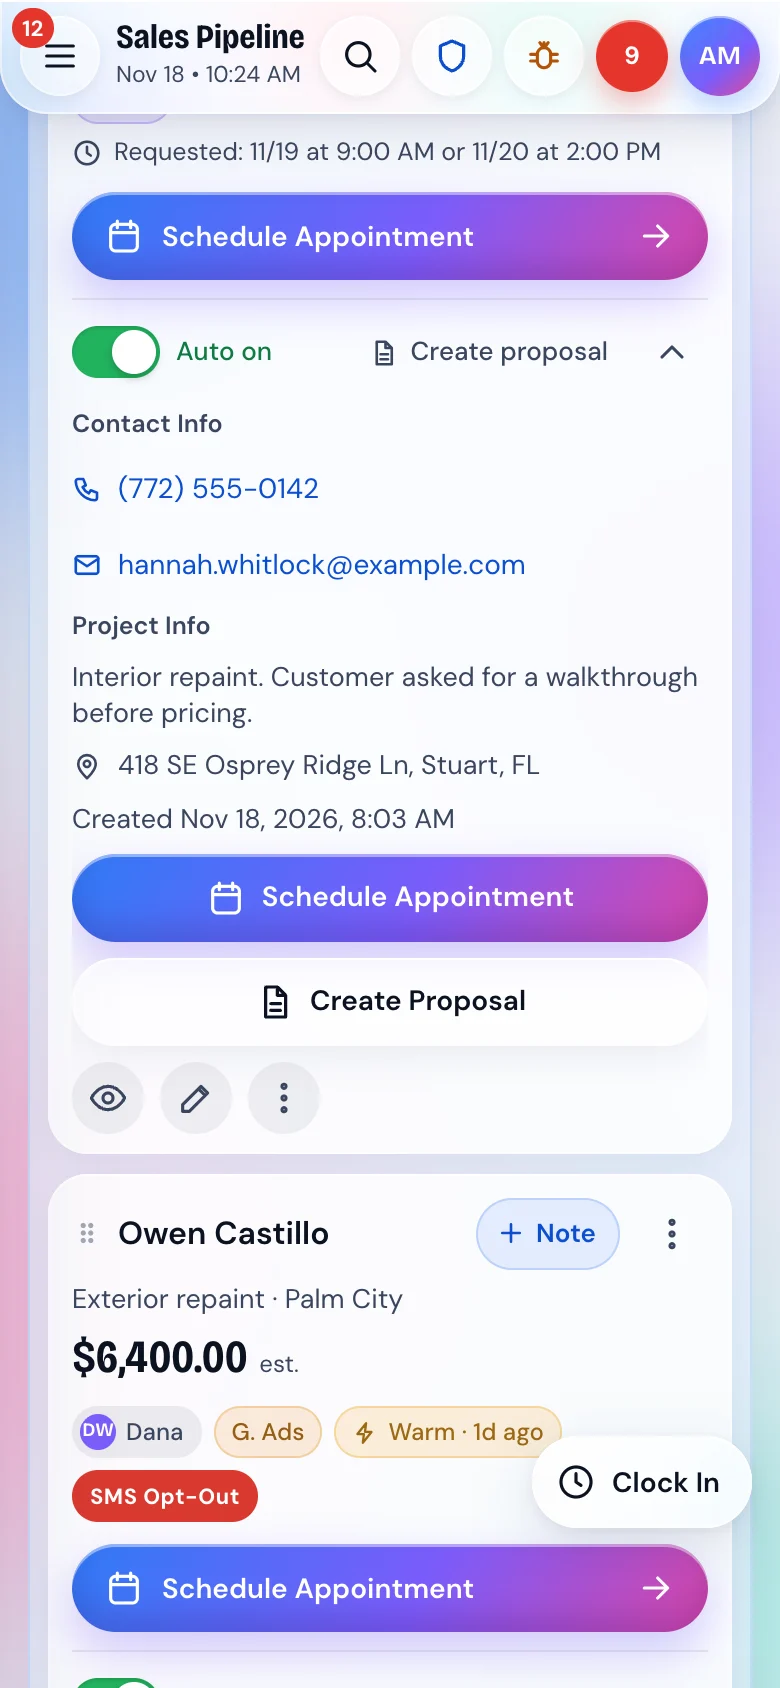 12
Sales Pipeline
Nov 18 • 10:24 AM
9
AM
Requested: 11/19 at 9:00 AM or 11/20 at 2:00 PM
Schedule Appointment
Auto on
Create proposal
Contact Info
(772) 555-0142
hannah.whitlock@example.com
Project Info
Interior repaint. Customer asked for a walkthrough
before pricing.
418 SE Osprey Ridge Ln, Stuart, FL
Created Nov 18, 2026, 8:03 AM
Schedule Appointment
Create Proposal
Owen Castillo
Note
Exterior repaint · Palm City
$6,400.00 est.
DW Dana
G. Ads
Warm · 1d ago
SMS Opt-Out
Clock In
Schedule Appointment